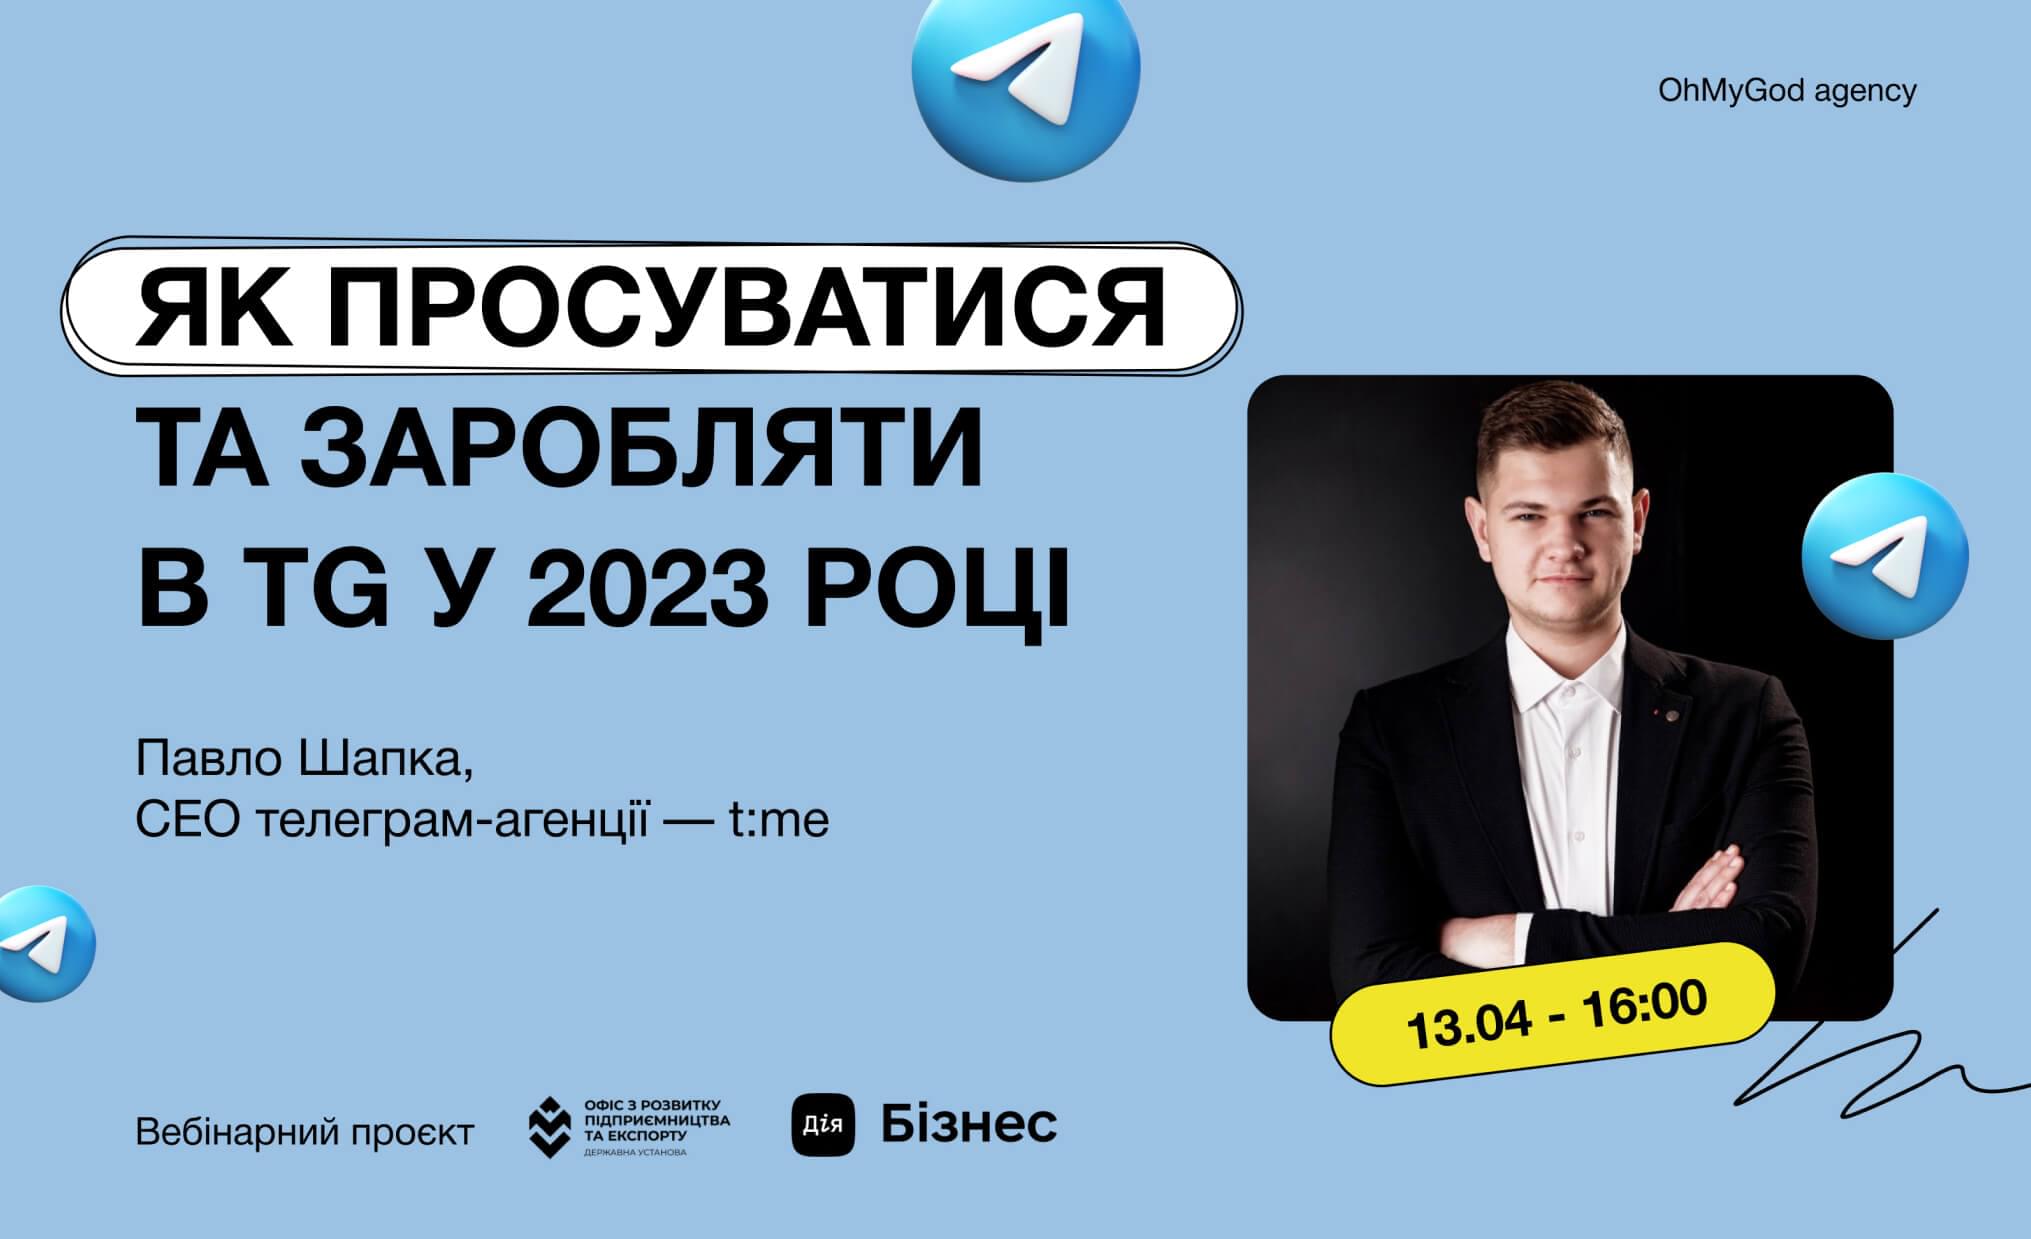 OhMyGod agency
ЯК ПРОСУВАТИСЯ
ТА ЗАРОБЛЯТИ
В TG У 2023 РОЦІ
Павло Шапка,
CEO телеграм-агенції — t:me
13.04 - 16:00
Вебінарний проєкт
ОФІС З РОЗВИТКУ
ПІДПРИЄМНИЦТВА
ТА ЕКСПОРТУ
ДЕРЖАВНА УСТАНОВА
Дія
Бізнес